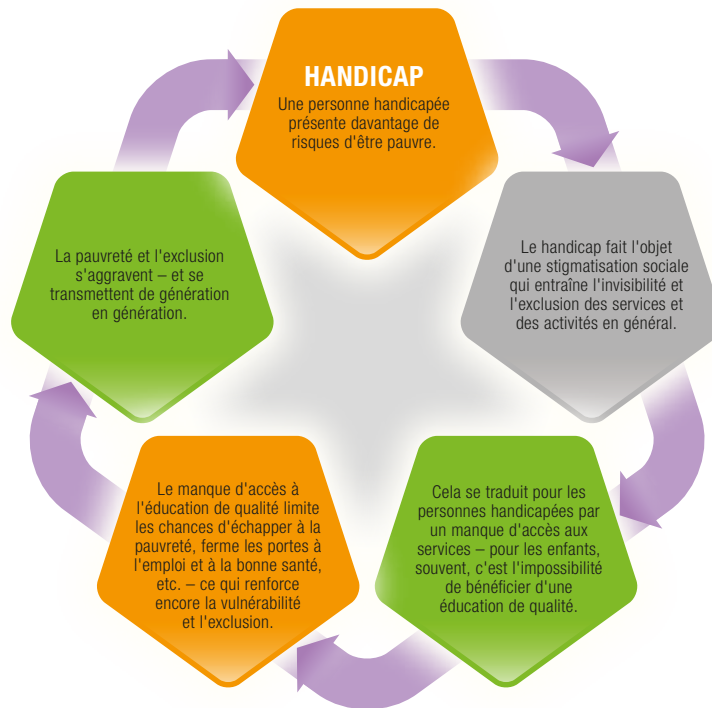 HANDICAP
Une personne handicapée
présente davantage de
risques d'être pauvre.
Le handicap fait l'objet
d'une stigmatisation sociale
qui entraîne l'invisibilité et
l'exclusion des services et
des activités en général.
Cela se traduit pour les
personnes handicapées par
un manque d'accès aux
services – pour les enfants,
souvent, c'est l'impossibilité
de bénéficier d'une
éducation de qualité.
Le manque d'accès à
l'éducation de qualité limite
les chances d'échapper à la
pauvreté, ferme les portes à
l'emploi et à la bonne santé,
etc. – ce qui renforce
encore la vulnérabilité
et l'exclusion.
La pauvreté et l'exclusion
s'aggravent – et se
transmettent de génération
en génération.